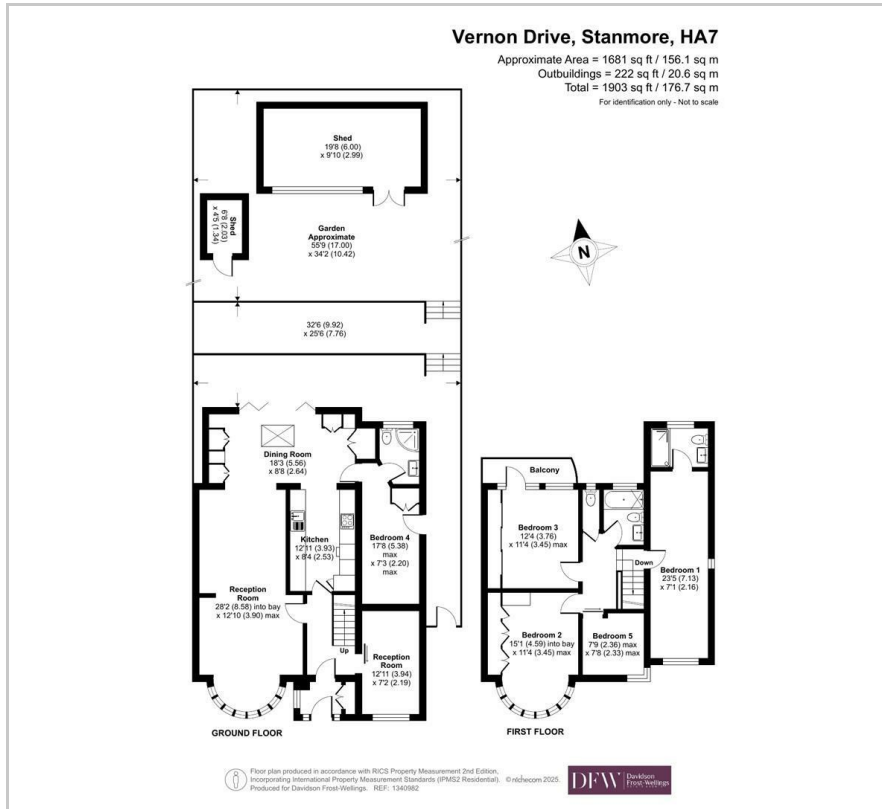 Vernon Drive, Stanmore, HA7
Approximate Area = 1681 sq ft / 156.1 sq m
Outbuildings = 222 sq ft / 20.6 sq m
Total = 1903 sq ft / 176.7 sq m
For identification only - Not to scale
Shed
19'8 (6.00)
x 9'10 (2.99)
Shed
6'8 (2.03)
x 4'5 (1.34)
Garden
Approximate
55'9 (17.00)
x 34'2 (10.42)
N
32'6 (9.92)
x 25'6 (7.76)
Dining Room
18'3 (5.56)
x 8'8 (2.64)
Kitchen
12'11 (3.93)
x 8'4 (2.53)
Bedroom 4
17'8 (5.38)
max
x 7'3 (2.20)
max
Reception
Room
28'2 (8.58) into bay
x 12'10 (3.90) max
Up
Reception
Room
12'11 (3.94)
x 7'2 (2.19)
GROUND FLOOR
Balcony
Bedroom 3
12'4 (3.76)
x 11'4 (3.45) max
Down
Bedroom 1
23'5 (7.13)
x 7'1 (2.16)
Bedroom 2
15'1 (4.59) into bay
x 11'4 (3.45) max
Bedroom 5
7'9 (2.36) max
x 7'8 (2.33) max
FIRST FLOOR
Floor plan produced in accordance with RICS Property Measurement 2nd Edition,
Incorporating International Property Measurement Standards (IPMS2 Residential). © nichecom 2025.
Produced for Davidson Frost-Wellings. REF: 1340982
DFW
Davidson
Frost-Wellings